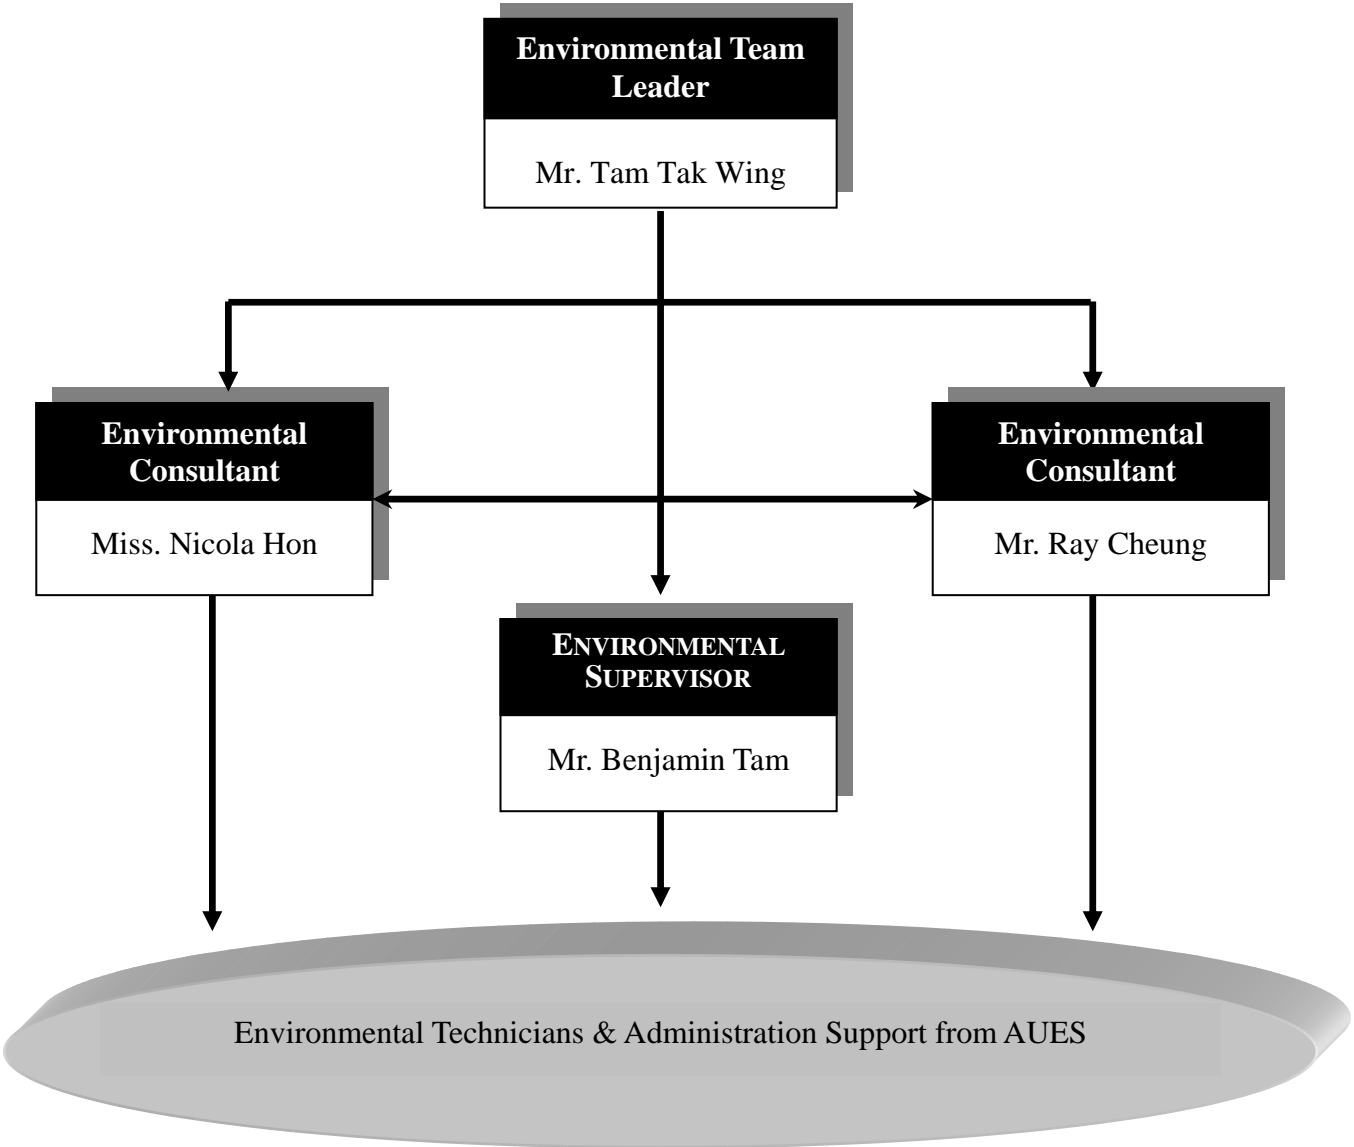 Environmental Team
Leader
Mr. Tam Tak Wing
Environmental
Consultant
Miss. Nicola Hon
Environmental
Consultant
Mr. Ray Cheung
ENVIRONMENTAL
SUPERVISOR
Mr. Benjamin Tam
Environmental Technicians & Administration Support from AUES